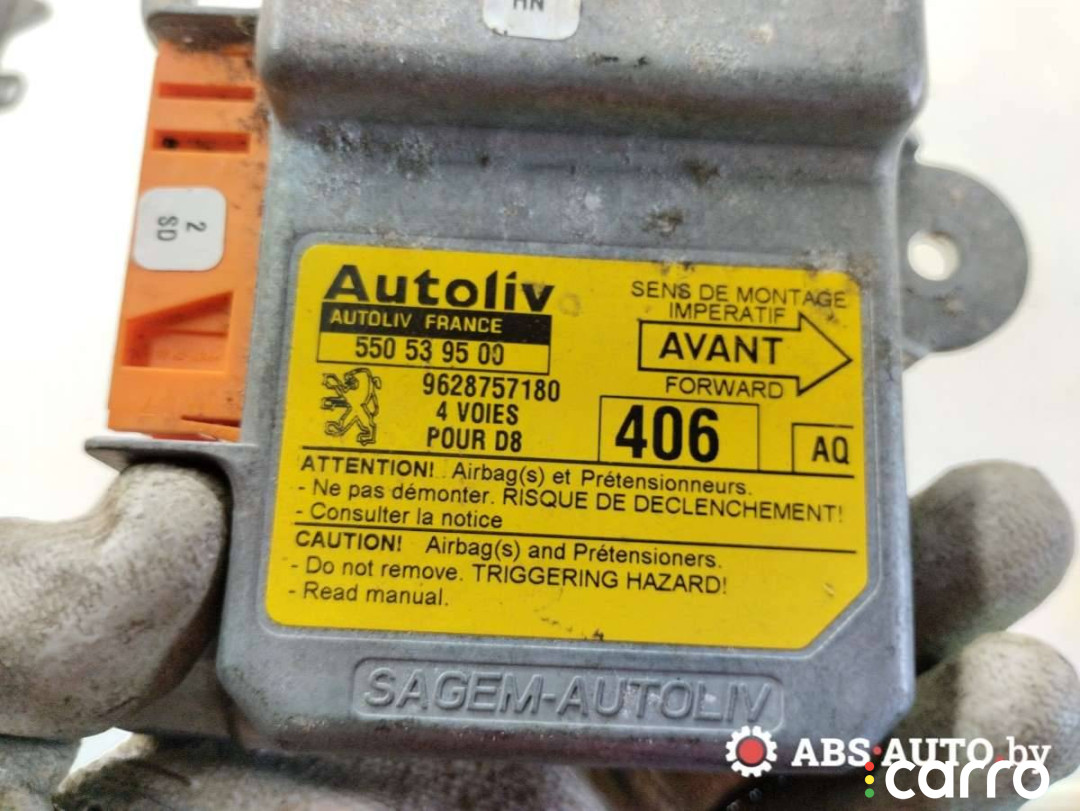 HN
2
SD
Autoliv
AUTOLIV FRANCE
550 53 95 00
9628757180
4 VOIES
POUR D8
SENS DE MONTAGE
IMPERATIF
AVANT
FORWARD
406
AQ
ATTENTION! Airbag(s) et Prétensionneurs.
- Ne pas démonter. RISQUE DE DECLENCHEMENT!
- Consulter la notice
CAUTION! Airbag(s) and Prétensioners.
- Do not remove. TRIGGERING HAZARD!
- Read manual.
SAGEM-AUTOLIV
ABS-AUTO.by
carro